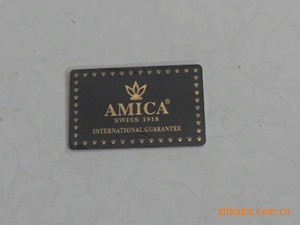 AMICA®
SWISS 1918
INTERNATIONAL GUARANTEE
alibaba.com.cn